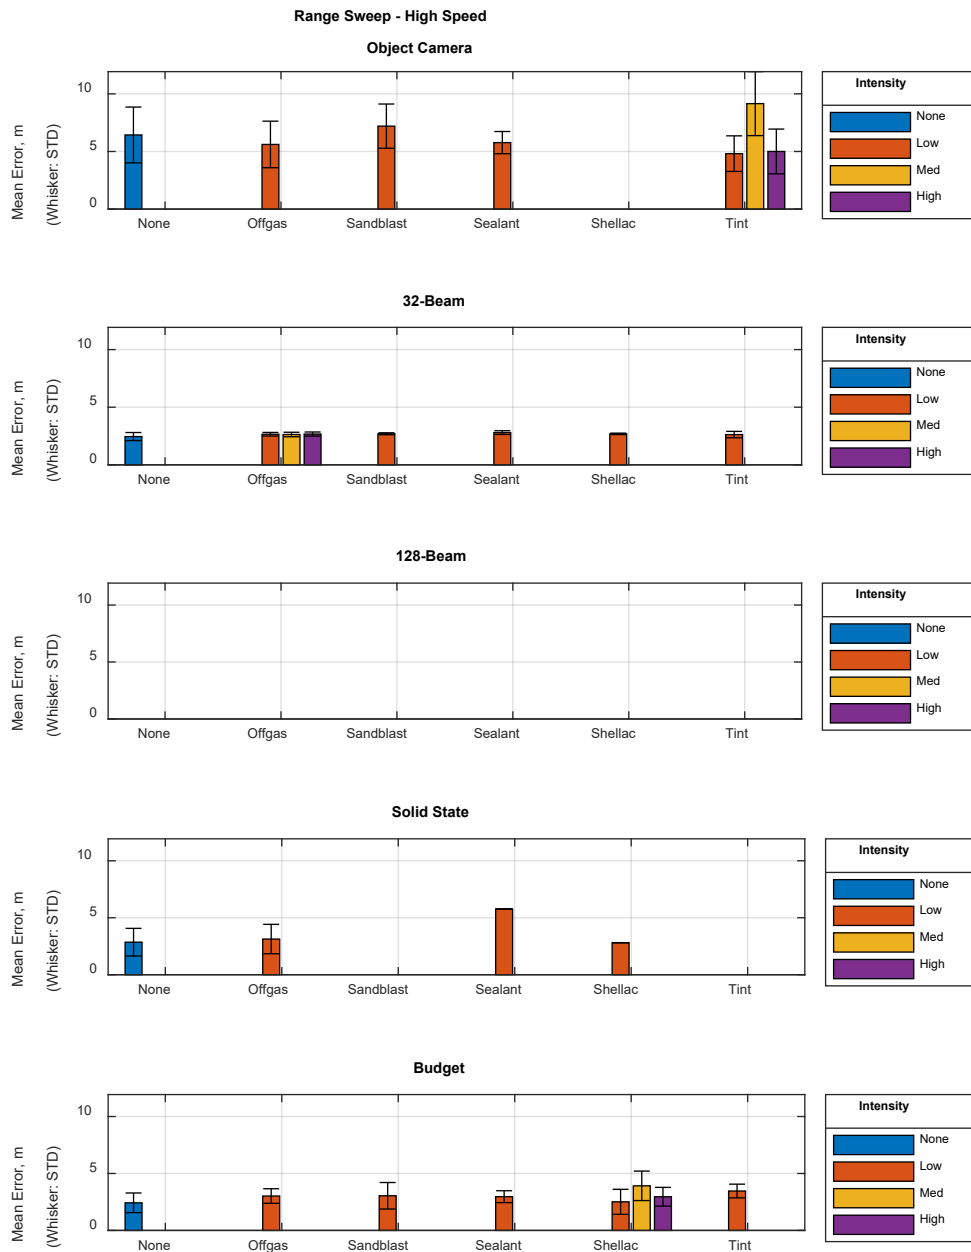 Range Sweep - High Speed
Object Camera
10
5
0
Mean Error, m
(Whisker: STD)
None Offgas Sandblast Sealant Shellac Tint
Intensity
None
Low
Med
High
32-Beam
10
5
0
Mean Error, m
(Whisker: STD)
None Offgas Sandblast Sealant Shellac Tint
Intensity
None
Low
Med
High
128-Beam
10
5
0
Mean Error, m
(Whisker: STD)
None Offgas Sandblast Sealant Shellac Tint
Intensity
None
Low
Med
High
Solid State
10
5
0
Mean Error, m
(Whisker: STD)
None Offgas Sandblast Sealant Shellac Tint
Intensity
None
Low
Med
High
Budget
10
5
0
Mean Error, m
(Whisker: STD)
None Offgas Sandblast Sealant Shellac Tint
Intensity
None
Low
Med
High